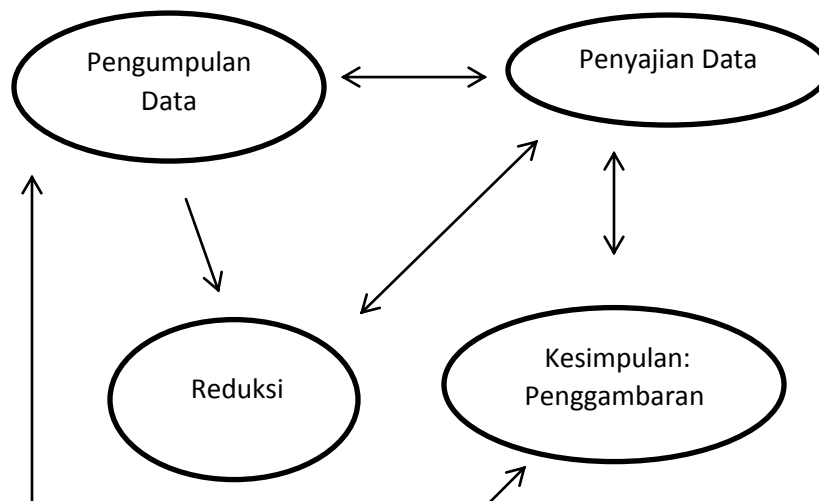 Pengumpulan
Data
Penyajian Data
Reduksi
Kesimpulan:
Penggambaran